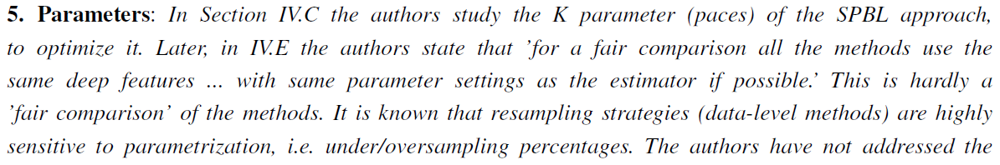 5. Parameters: In Section IV.C the authors study the K parameter (paces) of the SPBL approach,
to optimize it. Later, in IV.E the authors state that 'for a fair comparison all the methods use the
same deep features ... with same parameter settings as the estimator if possible.' This is hardly a
'fair comparison' of the methods. It is known that resampling strategies (data-level methods) are highly
sensitive to parametrization, i.e. under/oversampling percentages. The authors have not addressed the